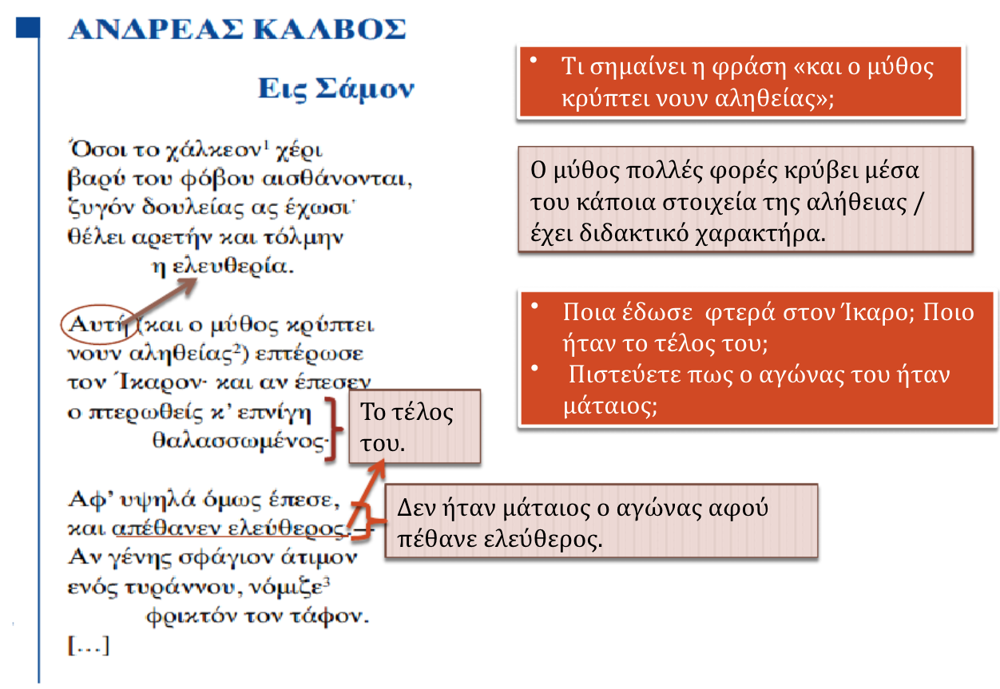 ΑΝΔΡΕΑΣ ΚΑΛΒΟΣ
Εις Σάμον
Όσοι το χάλκεον¹ χέρι
βαρύ του φόβου αισθάνονται,
ζυγόν δουλείας ας έχωσι·
θέλει αρετήν και τόλμην
η ελευθερία.
Αυτή (και ο μύθος κρύπτει
νουν αληθείας²) επτέρωσε
τον Ίκαρον· και αν έπεσεν
ο πτερωθείς κ’ επνίγη
θαλασσωμένος·
Αφ’ υψηλά όμως έπεσε,
και απέθανεν ελεύθερος.—
Αν γένης σφάγιον άτιμον
ενός τυράννου, νόμιζε³
φρικτόν τον τάφον.
[…]
• Τι σημαίνει η φράση «και ο μύθος
κρύπτει νουν αληθείας»;
Ο μύθος πολλές φορές κρύβει μέσα
του κάποια στοιχεία της αλήθειας /
έχει διδακτικό χαρακτήρα.
• Ποια έδωσε φτερά στον Ίκαρο; Ποιο
ήταν το τέλος του;
• Πιστεύετε πως ο αγώνας του ήταν
μάταιος;
Το τέλος
του.
Δεν ήταν μάταιος ο αγώνας αφού
πέθανε ελεύθερος.